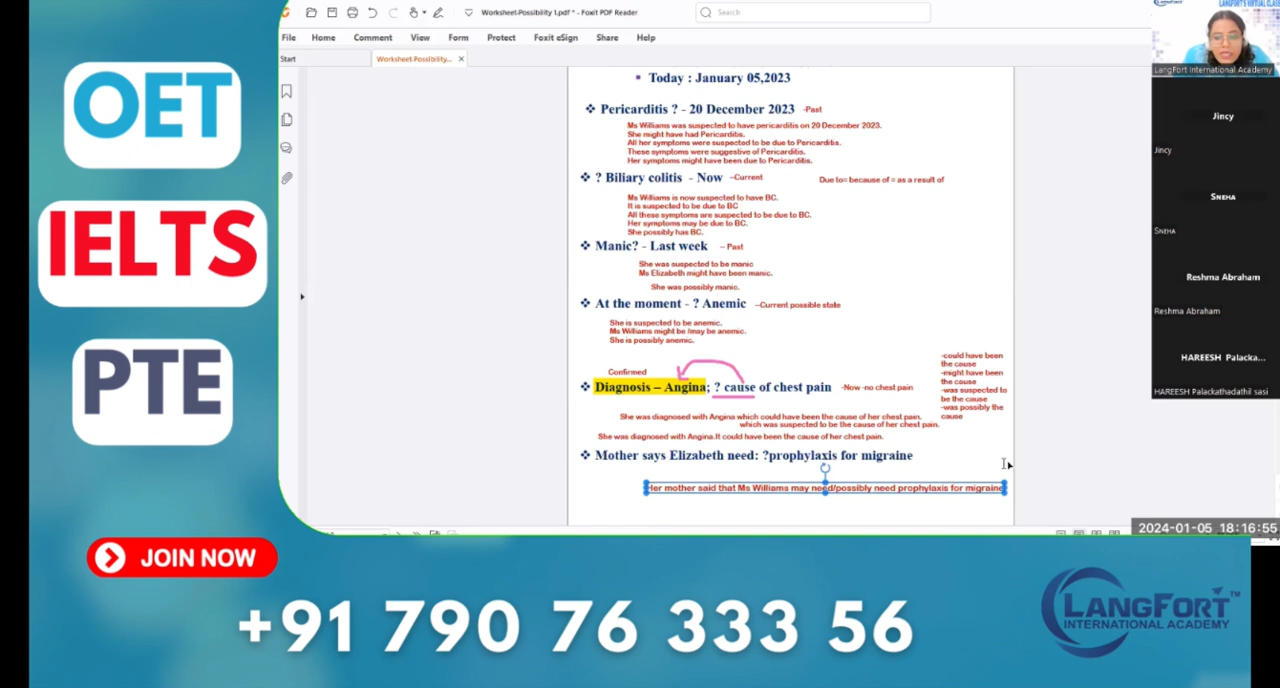 OET
IELTS
PTE
JOIN NOW
+91 790 76 333 56
LANGFORT™
INTERNATIONAL ACADEMY
Worksheet-Possibility 1.pdf * - Foxit PDF Reader
Search
File Home Comment View Form Protect Foxit eSign Share Help
Start
Worksheet-Possibility...
Today : January 05,2023
Pericarditis ? - 20 December 2023 -Past
Ms Williams was suspected to have pericarditis on 20 December 2023.
She might have had Pericarditis.
All her symptoms were suspected to be due to Pericarditis.
These symptoms were suggestive of Pericarditis.
Her symptoms might have been due to Pericarditis.
? Biliary colitis - Now –Current
Due to= because of = as a result of
Ms Williams is now suspected to have BC.
It is suspected to be due to BC
All these symptoms are suspected to be due to BC.
Her symptoms may be due to BC.
She possibly has BC.
Manic? - Last week – Past
She was suspected to be manic
Ms Elizabeth might have been manic.
She was possibly manic.
At the moment - ? Anemic –Current possible state
She is suspected to be anemic.
Ms Williams might be /may be anemic.
She is possibly anemic.
Confirmed
Diagnosis – Angina; ? cause of chest pain -Now -no chest pain
-could have been
the cause
-might have been
the cause
-was suspected to
be the cause
-was possibly the
cause
She was diagnosed with Angina which could have been the cause of her chest pain.
which was suspected to be the cause of her chest pain.
She was diagnosed with Angina.It could have been the cause of her chest pain.
Mother says Elizabeth need: ?prophylaxis for migraine
Her mother said that Ms Williams may need/possibly need prophylaxis for migraine
LANGFORT'S VIRTUAL CLASS
LangFort International Academy
Jincy
Jincy
SNEHA
SNEHA
Reshma Abraham
Reshma Abraham
HAREESH Palacka...
HAREESH Palackathadathil sasi
2024-01-05 18:16:55